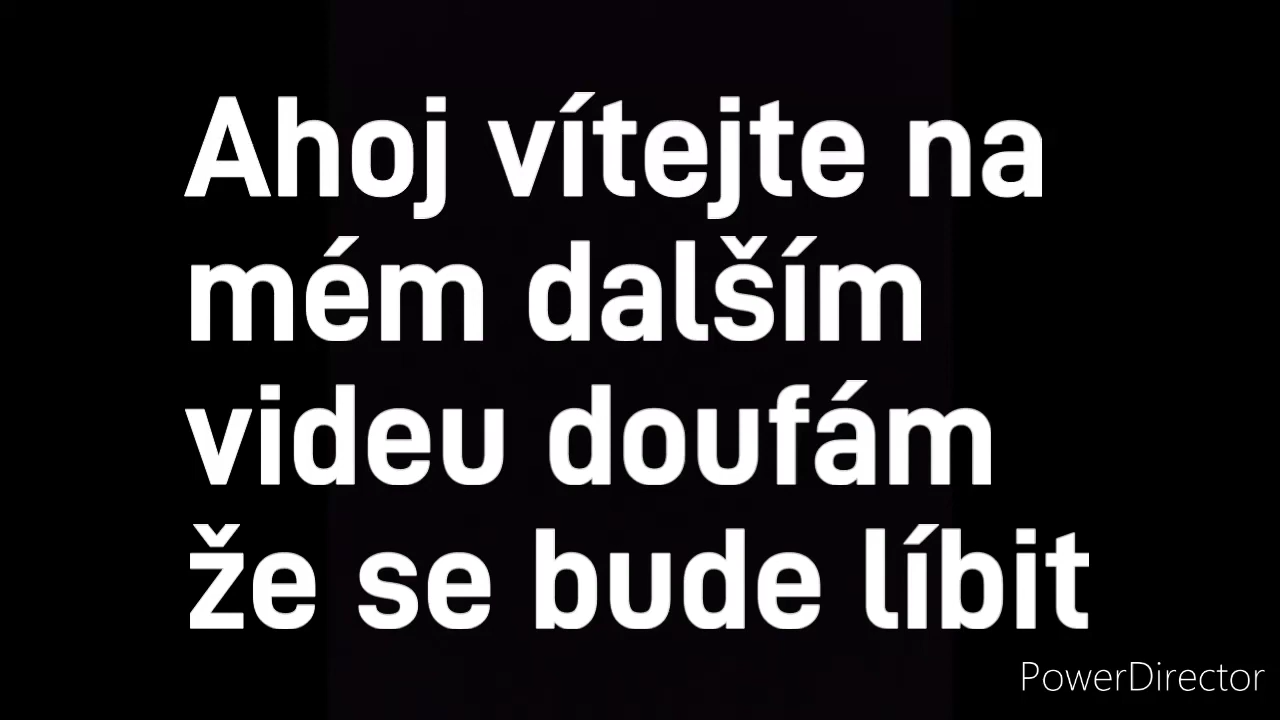 Ahoj vítejte na
mém dalším
videu doufám
že se bude líbit
PowerDirector